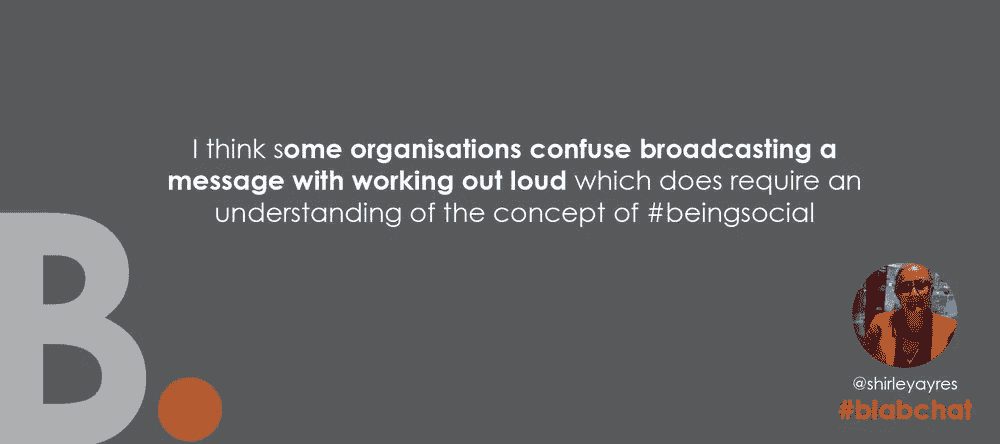 I think some organisations confuse broadcasting a
message with working out loud which does require an
understanding of the concept of #beingsocial
B.
@shirleyayres
#blabchat